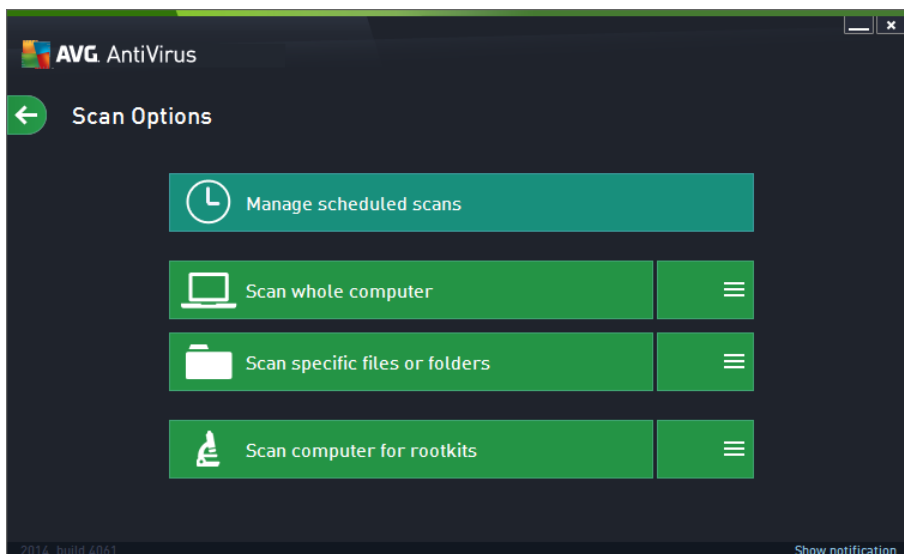 AVG. AntiVirus
Scan Options
Manage scheduled scans
Scan whole computer
Scan specific files or folders
Scan computer for rootkits
2014, build 4061
Show notification